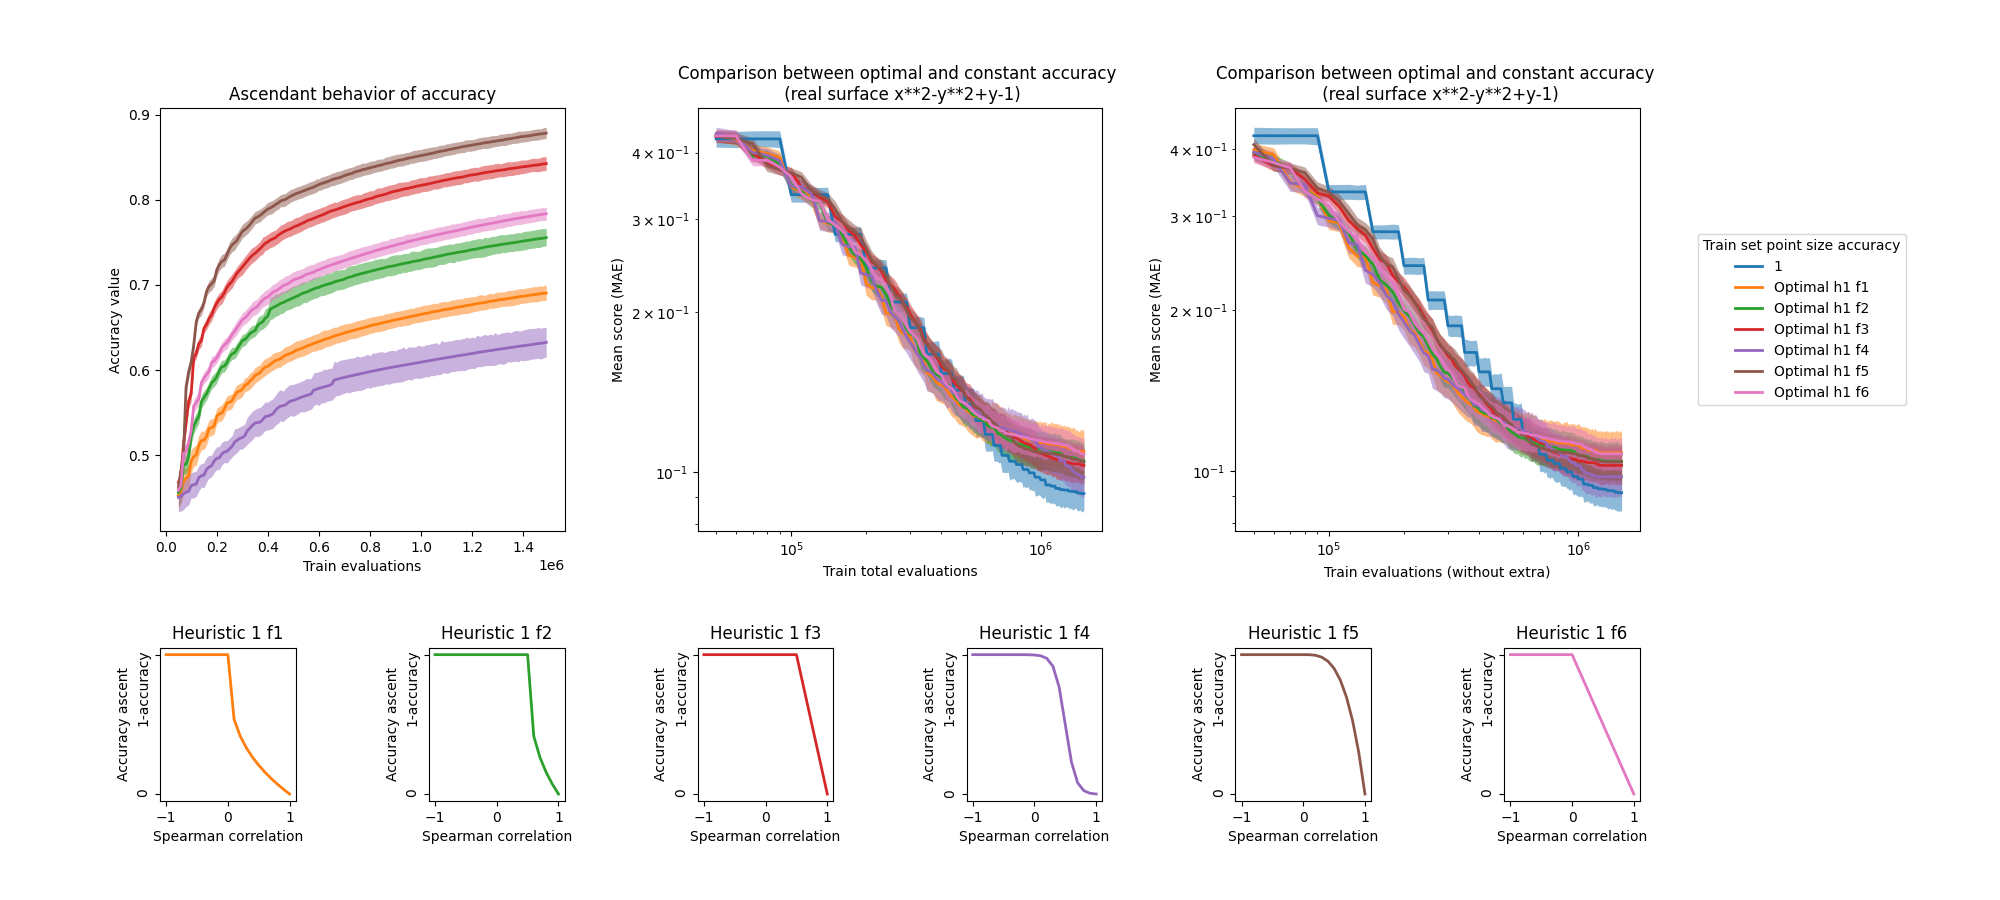 Ascendant behavior of accuracy
Accuracy value
0.9
0.8
0.7
0.6
0.5
0.0 0.2 0.4 0.6 0.8 1.0 1.2 1.4
1e6
Train evaluations
Comparison between optimal and constant accuracy
(real surface x**2-y**2+y-1)
Mean score (MAE)
4 × 10⁻¹
3 × 10⁻¹
2 × 10⁻¹
10⁻¹
10⁵ 10⁶
Train total evaluations
Comparison between optimal and constant accuracy
(real surface x**2-y**2+y-1)
Mean score (MAE)
4 × 10⁻¹
3 × 10⁻¹
2 × 10⁻¹
10⁻¹
10⁵ 10⁶
Train evaluations (without extra)
Train set point size accuracy
1
Optimal h1 f1
Optimal h1 f2
Optimal h1 f3
Optimal h1 f4
Optimal h1 f5
Optimal h1 f6
Heuristic 1 f1
Accuracy ascent
1-accuracy
0
−1 0 1
Spearman correlation
Heuristic 1 f2
Accuracy ascent
1-accuracy
0
−1 0 1
Spearman correlation
Heuristic 1 f3
Accuracy ascent
1-accuracy
0
−1 0 1
Spearman correlation
Heuristic 1 f4
Accuracy ascent
1-accuracy
0
−1 0 1
Spearman correlation
Heuristic 1 f5
Accuracy ascent
1-accuracy
0
−1 0 1
Spearman correlation
Heuristic 1 f6
Accuracy ascent
1-accuracy
0
−1 0 1
Spearman correlation